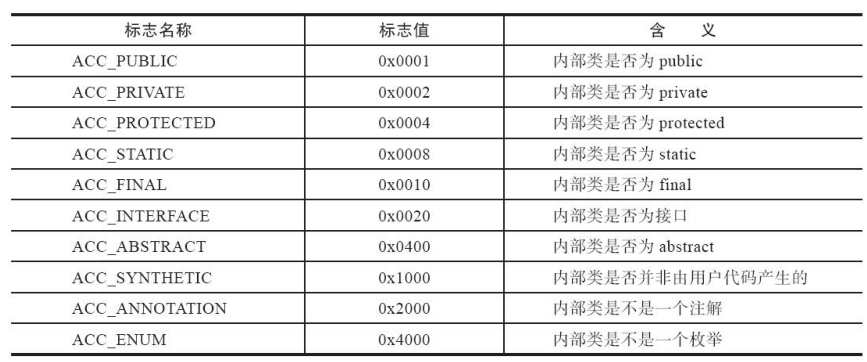 标志名称 标志值 含 义
ACC_PUBLIC 0x0001 内部类是否为 public
ACC_PRIVATE 0x0002 内部类是否为 private
ACC_PROTECTED 0x0004 内部类是否为 protected
ACC_STATIC 0x0008 内部类是否为 static
ACC_FINAL 0x0010 内部类是否为 final
ACC_INTERFACE 0x0020 内部类是否为接口
ACC_ABSTRACT 0x0400 内部类是否为 abstract
ACC_SYNTHETIC 0x1000 内部类是否并非由用户代码产生的
ACC_ANNOTATION 0x2000 内部类是不是一个注解
ACC_ENUM 0x4000 内部类是不是一个枚举